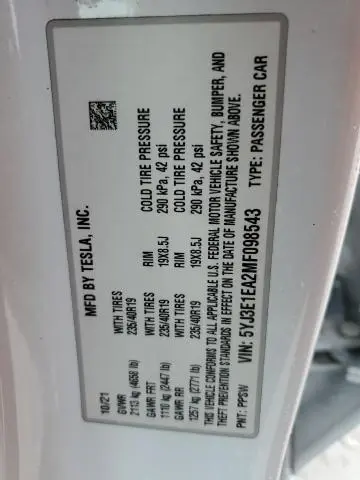 MFD BY TESLA, INC.
10/21
GVWR
2113 kg (4658 lb)
WITH TIRES
235/40R19
GAWR FRT
1110 kg (2447 lb)
WITH TIRES
235/40R19
RIM
19X8.5J
COLD TIRE PRESSURE
290 kPa, 42 psi
GAWR RR
1257 kg (2771 lb)
WITH TIRES
235/40R19
RIM
19X8.5J
COLD TIRE PRESSURE
290 kPa, 42 psi
THIS VEHICLE CONFORMS TO ALL APPLICABLE U.S. FEDERAL MOTOR VEHICLE SAFETY, BUMPER, AND
THEFT PREVENTION STANDARDS IN EFFECT ON THE DATE OF MANUFACTURE SHOWN ABOVE.
VIN: 5YJ3E1EA2MF098543 TYPE: PASSENGER CAR
PNT: PPSW